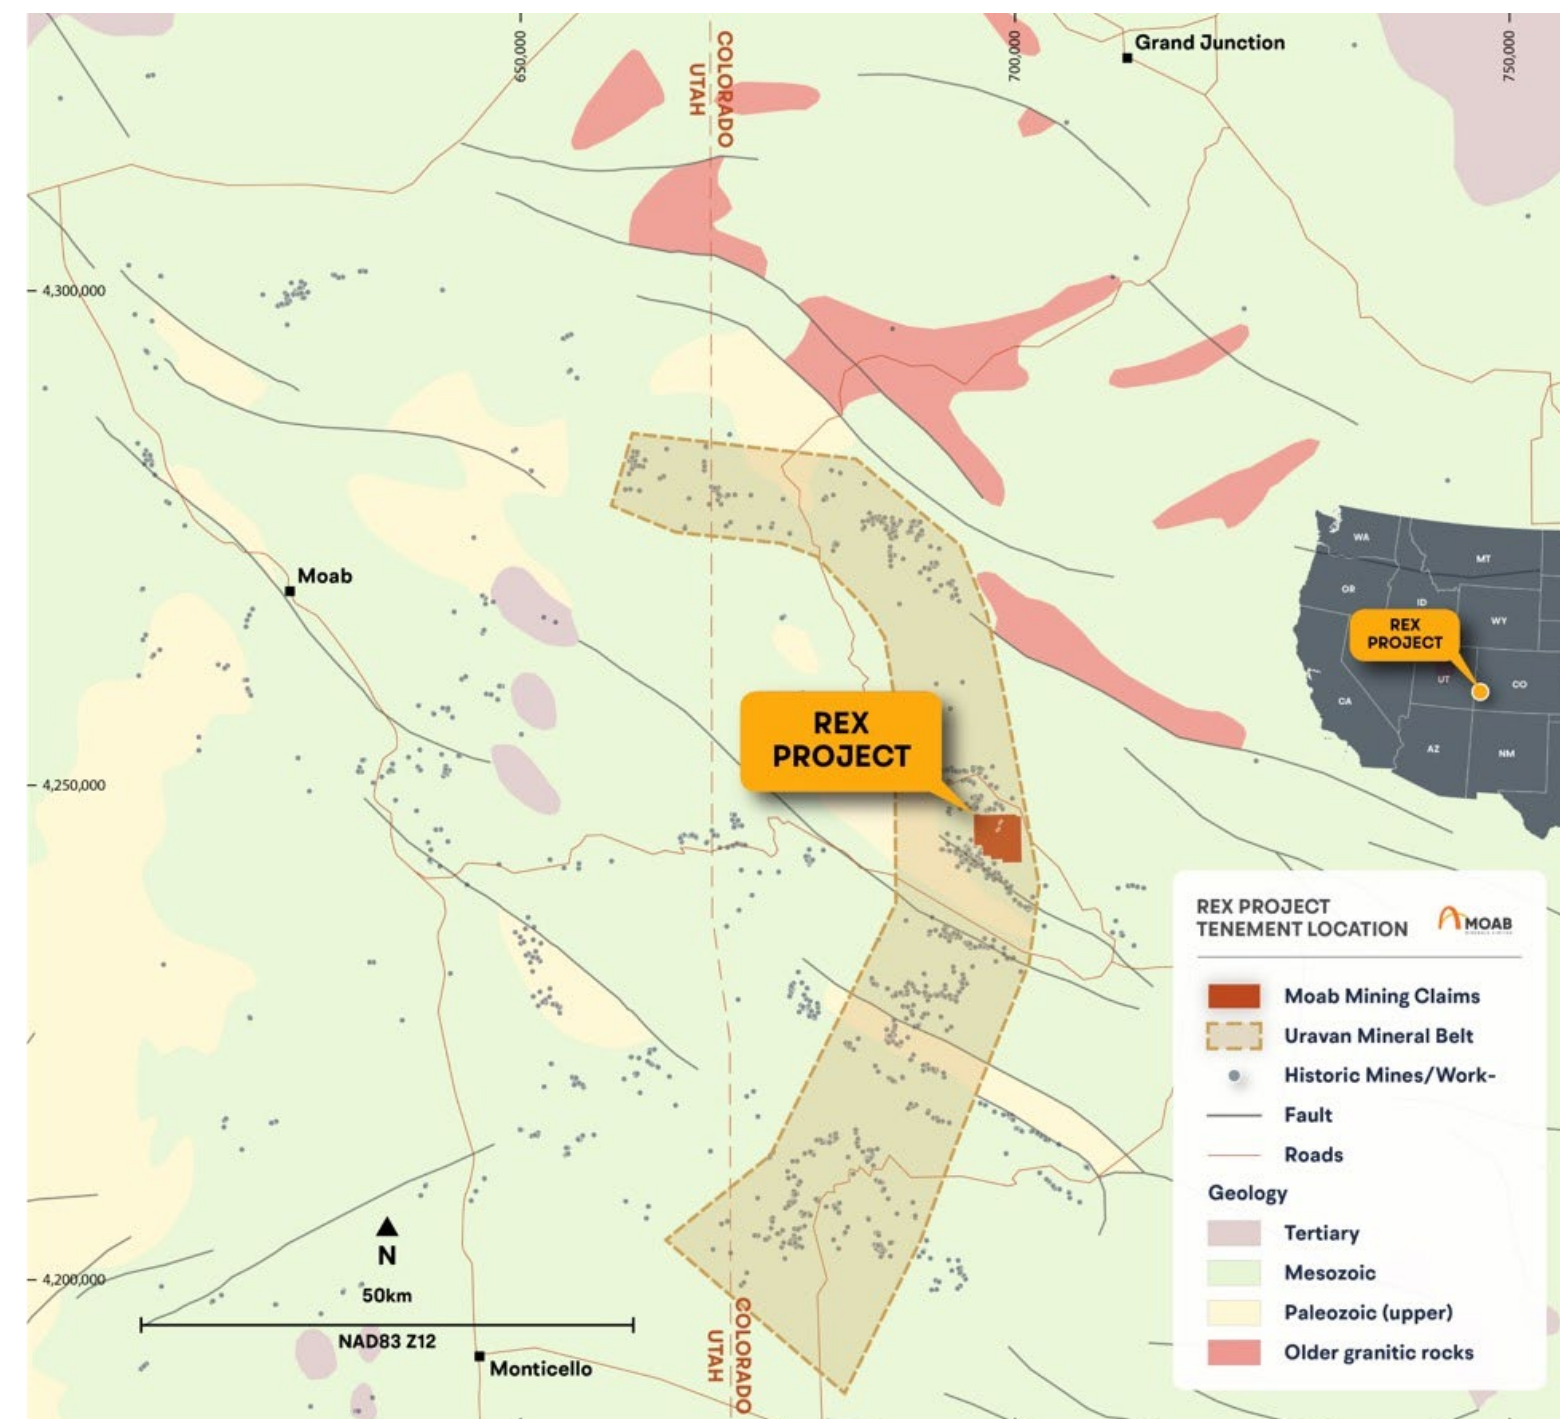 650,000
700,000
750,000
Grand Junction
COLORADO
UTAH
4,300,000
Moab
WA
MT
OR
ID
WY
REX
PROJECT
UT
CO
CA
AZ
NM
REX
PROJECT
4,250,000
REX PROJECT
TENEMENT LOCATION
MOAB
Moab Mining Claims
Uravan Mineral Belt
Historic Mines/Work-
Fault
Roads
Geology
Tertiary
Mesozoic
Paleozoic (upper)
Older granitic rocks
N
50km
NAD83 Z12
4,200,000
Monticello
COLORADO
UTAH